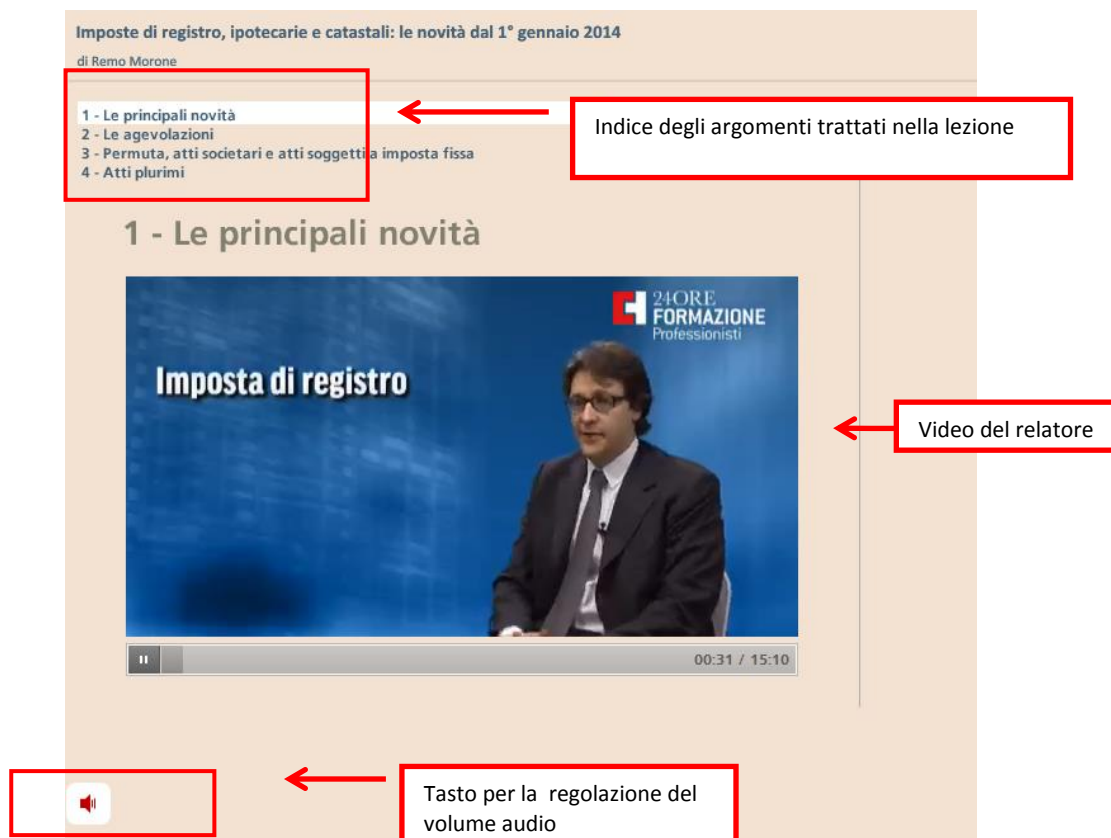 Imposte di registro, ipotecarie e catastali: le novità dal 1° gennaio 2014
di Remo Morone
1 - Le principali novità
2 - Le agevolazioni
3 - Permuta, atti societari e atti soggetti a imposta fissa
4 - Atti plurimi
Indice degli argomenti trattati nella lezione
1 - Le principali novità
24ORE
FORMAZIONE
Professionisti
Imposta di registro
Video del relatore
00:31 / 15:10
Tasto per la regolazione del
volume audio